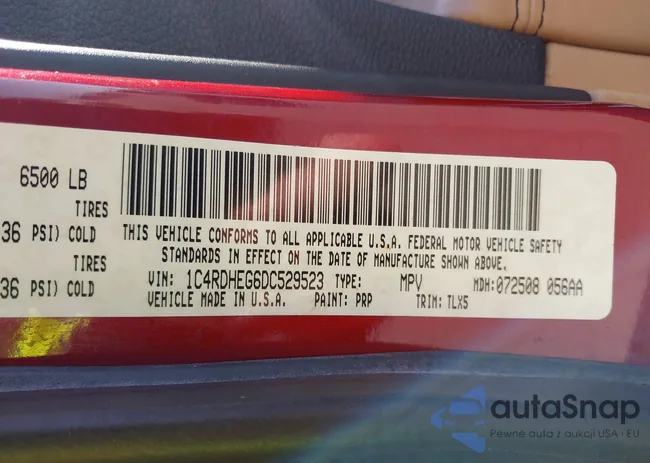 6500 LB
TIRES
36 PSI) COLD
TIRES
36 PSI) COLD
THIS VEHICLE CONFORMS TO ALL APPLICABLE U.S.A. FEDERAL MOTOR VEHICLE SAFETY
STANDARDS IN EFFECT ON THE DATE OF MANUFACTURE SHOWN ABOVE.
VIN: 1C4RDHEG6DC529523 TYPE: MPV MDH: 072508 056AA
VEHICLE MADE IN U.S.A. PAINT: PRP TRIM: TLX5
autaSnap
Pewne auta z aukcji USA i EU